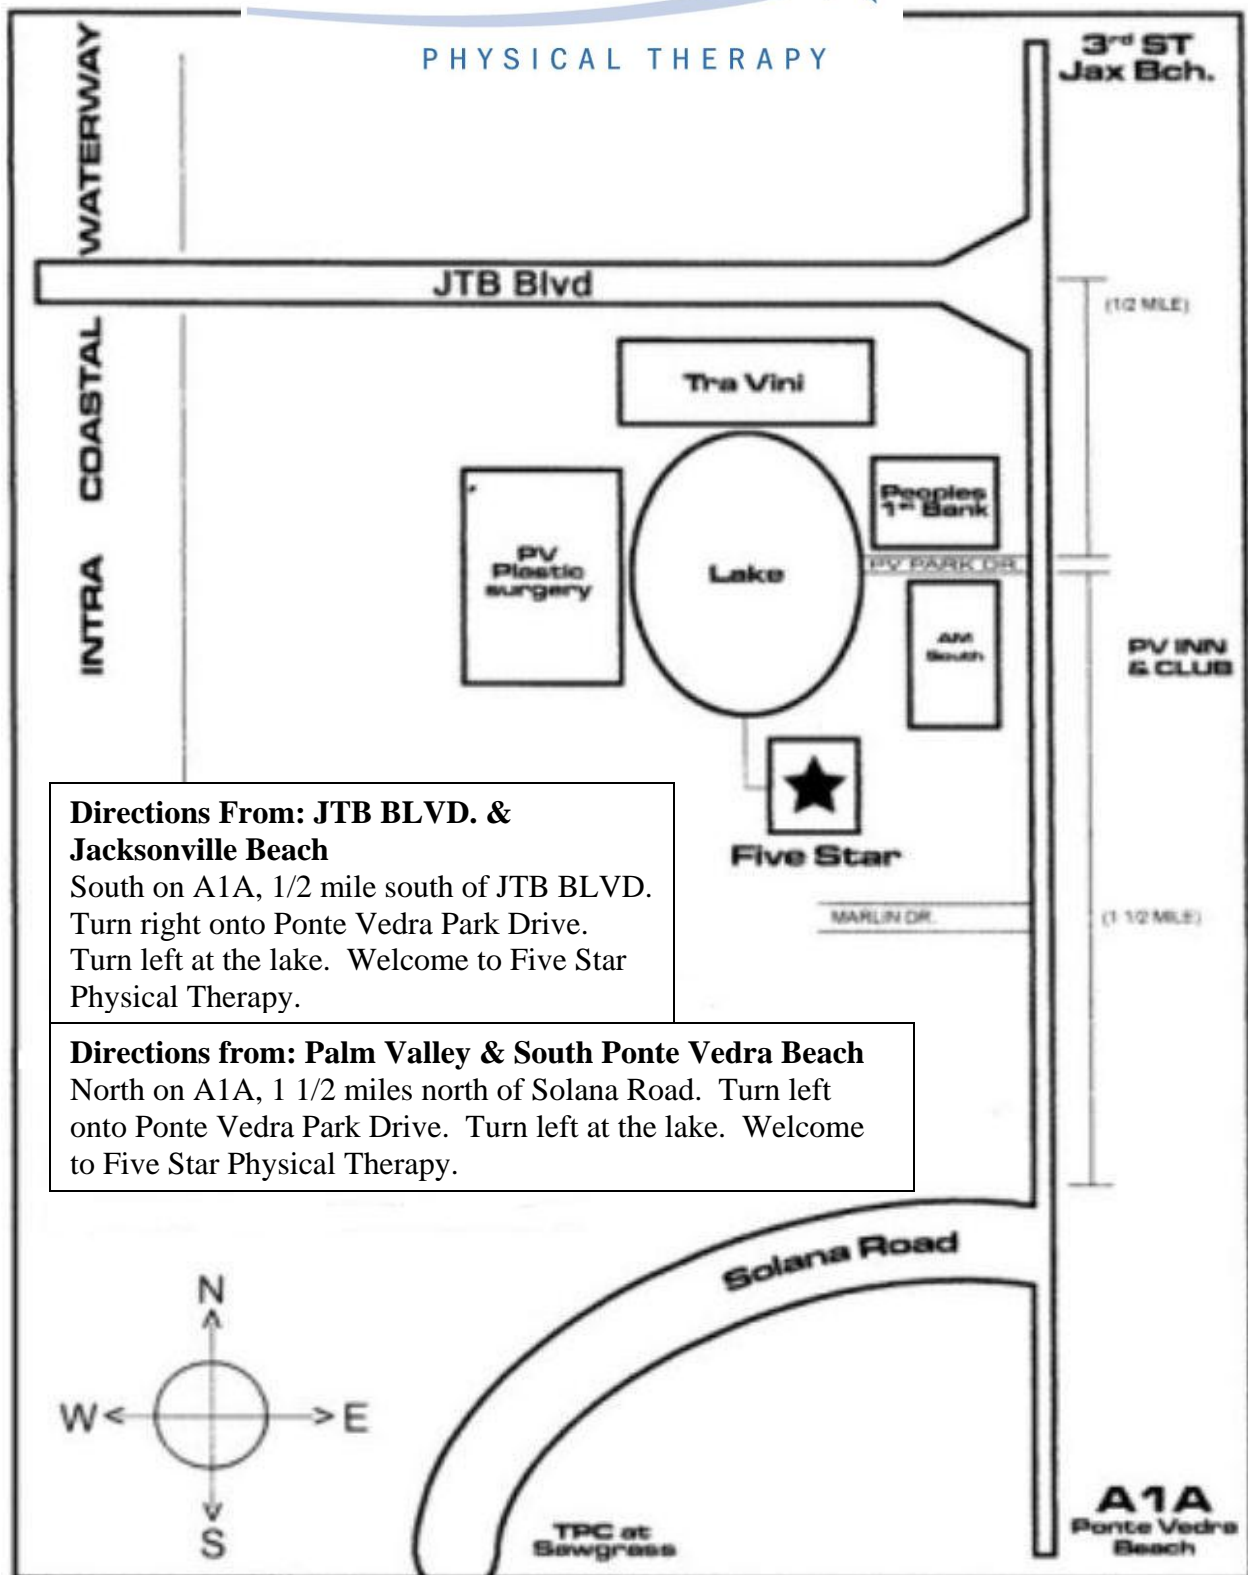 PHYSICAL THERAPY
3rd ST
Jax Bch.
INTRA COASTAL WATERWAY
JTB Blvd
(1/2 MILE)
Tra Vini
Peoples
1st Bank
PV
Plastic
surgery
Lake
PV PARK DR.
AM
South
PV INN
& CLUB
Five Star
MARLIN DR.
(1 1/2 MILE)
Directions From: JTB BLVD. &
Jacksonville Beach
South on A1A, 1/2 mile south of JTB BLVD.
Turn right onto Ponte Vedra Park Drive.
Turn left at the lake. Welcome to Five Star
Physical Therapy.
Directions from: Palm Valley & South Ponte Vedra Beach
North on A1A, 1 1/2 miles north of Solana Road. Turn left
onto Ponte Vedra Park Drive. Turn left at the lake. Welcome
to Five Star Physical Therapy.
Solana Road
N
W E
S
TPC at
Sawgrass
A1A
Ponte Vedra
Beach